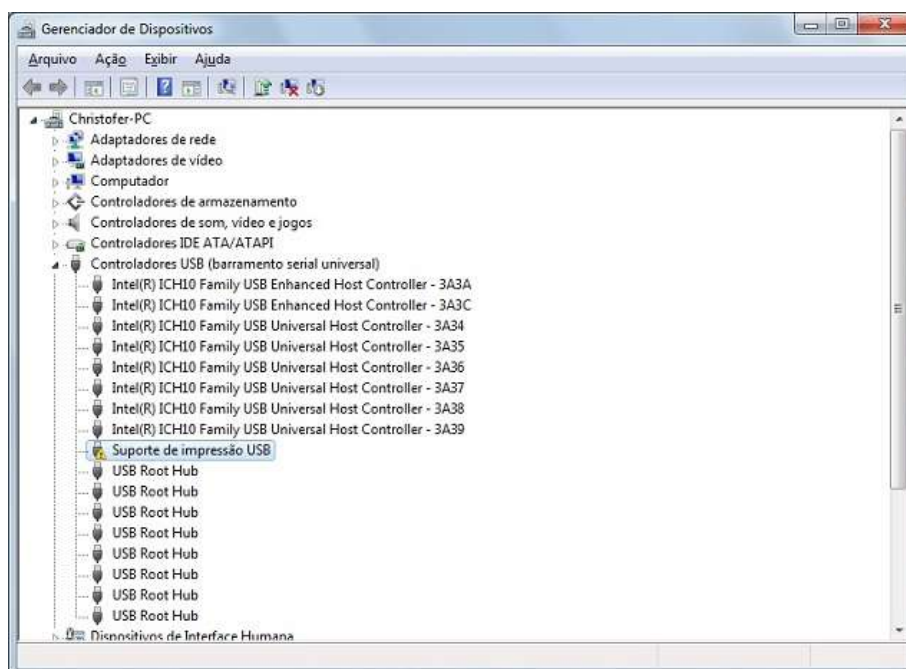 Gerenciador de Dispositivos
Arquivo Ação Exibir Ajuda
Christofer-PC
Adaptadores de rede
Adaptadores de vídeo
Computador
Controladores de armazenamento
Controladores de som, vídeo e jogos
Controladores IDE ATA/ATAPI
Controladores USB (barramento serial universal)
Intel(R) ICH10 Family USB Enhanced Host Controller - 3A3A
Intel(R) ICH10 Family USB Enhanced Host Controller - 3A3C
Intel(R) ICH10 Family USB Universal Host Controller - 3A34
Intel(R) ICH10 Family USB Universal Host Controller - 3A35
Intel(R) ICH10 Family USB Universal Host Controller - 3A36
Intel(R) ICH10 Family USB Universal Host Controller - 3A37
Intel(R) ICH10 Family USB Universal Host Controller - 3A38
Intel(R) ICH10 Family USB Universal Host Controller - 3A39
Suporte de impressão USB
USB Root Hub
USB Root Hub
USB Root Hub
USB Root Hub
USB Root Hub
USB Root Hub
USB Root Hub
USB Root Hub
Dispositivos de Interface Humana